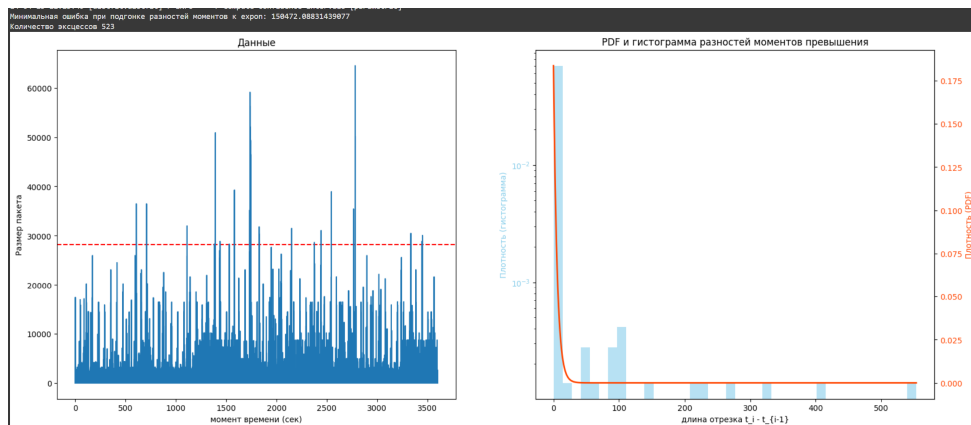 Минимальная ошибка при подгонке разностей моментов к expon: 150472.08831439077
Количество эксцессов 523
Данные
PDF и гистограмма разностей моментов превышения
60000
50000
40000
30000
20000
10000
0
Размер пакета
0 500 1000 1500 2000 2500 3000 3500
момент времени (сек)
10⁻²
10⁻³
Плотность (гистограмма)
0.175
0.150
0.125
0.100
0.075
0.050
0.025
0.000
Плотность (PDF)
0 100 200 300 400 500
длина отрезка t_i - t_{i-1}